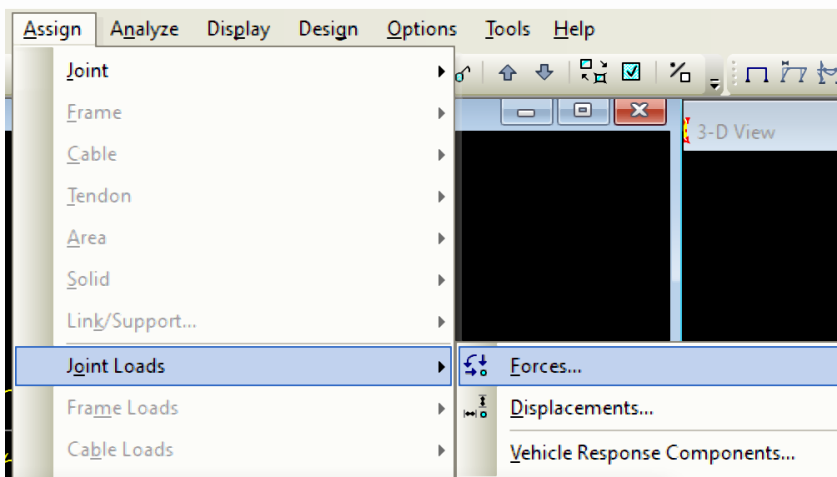 Assign Analyze Display Design Options Tools Help
Joint
Frame
3-D View
Cable
Tendon
Area
Solid
Link/Support...
Joint Loads
Forces...
Frame Loads
Displacements...
Cable Loads
Vehicle Response Components...